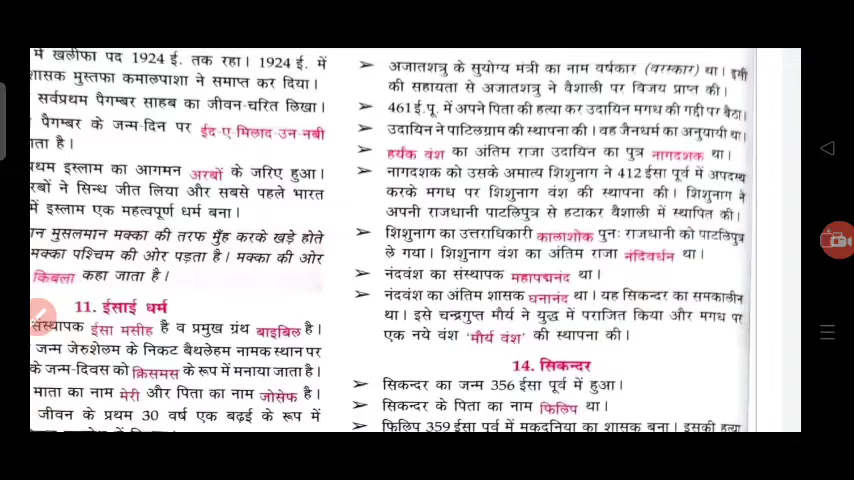 में खलीफा पद 1924 ई. तक रहा। 1924 ई. में
शासक मुस्तफा कमालपाशा ने समाप्त कर दिया।
सर्वप्रथम पैगम्बर साहब का जीवन-चरित लिखा।
पैगम्बर के जन्म-दिन पर ईद-ए-मिलाद-उन-नबी
जाता है।
इस्लाम का आगमन अरबों के जरिए हुआ।
अरबों ने सिन्ध जीत लिया और सबसे पहले भारत
में इस्लाम एक महत्वपूर्ण धर्म बना।
मुसलमान मक्का की तरफ मुँह करके खड़े होते
मक्का पश्चिम की ओर पड़ता है। मक्का की ओर
किबला कहा जाता है।
11. ईसाई धर्म
संस्थापक ईसा मसीह है व प्रमुख ग्रंथ बाइबिल है।
जन्म जेरुशेलम के निकट बैथलेहम नामक स्थान पर
के जन्म-दिवस को क्रिसमस के रूप में मनाया जाता है।
माता का नाम मेरी और पिता का नाम जोसेफ है।
जीवन के प्रथम 30 वर्ष एक बढ़ई के रूप में
➢ अजातशत्रु के सुयोग्य मंत्री का नाम वर्षकार (वरस्कार) था। इसी
की सहायता से अजातशत्रु ने वैशाली पर विजय प्राप्त की।
➢ 461 ई.पू. में अपने पिता की हत्या कर उदायिन मगध की गद्दी पर बैठा।
➢ उदायिन ने पाटिलग्राम की स्थापना की। वह जैनधर्म का अनुयायी था।
➢ हर्यक वंश का अंतिम राजा उदायिन का पुत्र नागदशक था।
➢ नागदशक को उसके अमात्य शिशुनाग ने 412 ईसा पूर्व में अपदस्थ
करके मगध पर शिशुनाग वंश की स्थापना की। शिशुनाग ने
अपनी राजधानी पाटलिपुत्र से हटाकर वैशाली में स्थापित की।
➢ शिशुनाग का उत्तराधिकारी कालाशोक पुनः राजधानी को पाटलिपुत्र
ले गया। शिशुनाग वंश का अंतिम राजा नंदिवर्धन था।
➢ नंदवंश का संस्थापक महापद्मनंद था।
➢ नंदवंश का अंतिम शासक घनानंद था। यह सिकन्दर का समकालीन
था। इसे चन्द्रगुप्त मौर्य ने युद्ध में पराजित किया और मगध पर
एक नये वंश 'मौर्य वंश' की स्थापना की।
14. सिकन्दर
➢ सिकन्दर का जन्म 356 ईसा पूर्व में हुआ।
➢ सिकन्दर के पिता का नाम फिलिप था।
➢ फिलिप 359 ईसा पूर्व में मकदूनिया का शासक बना। इसकी हत्या